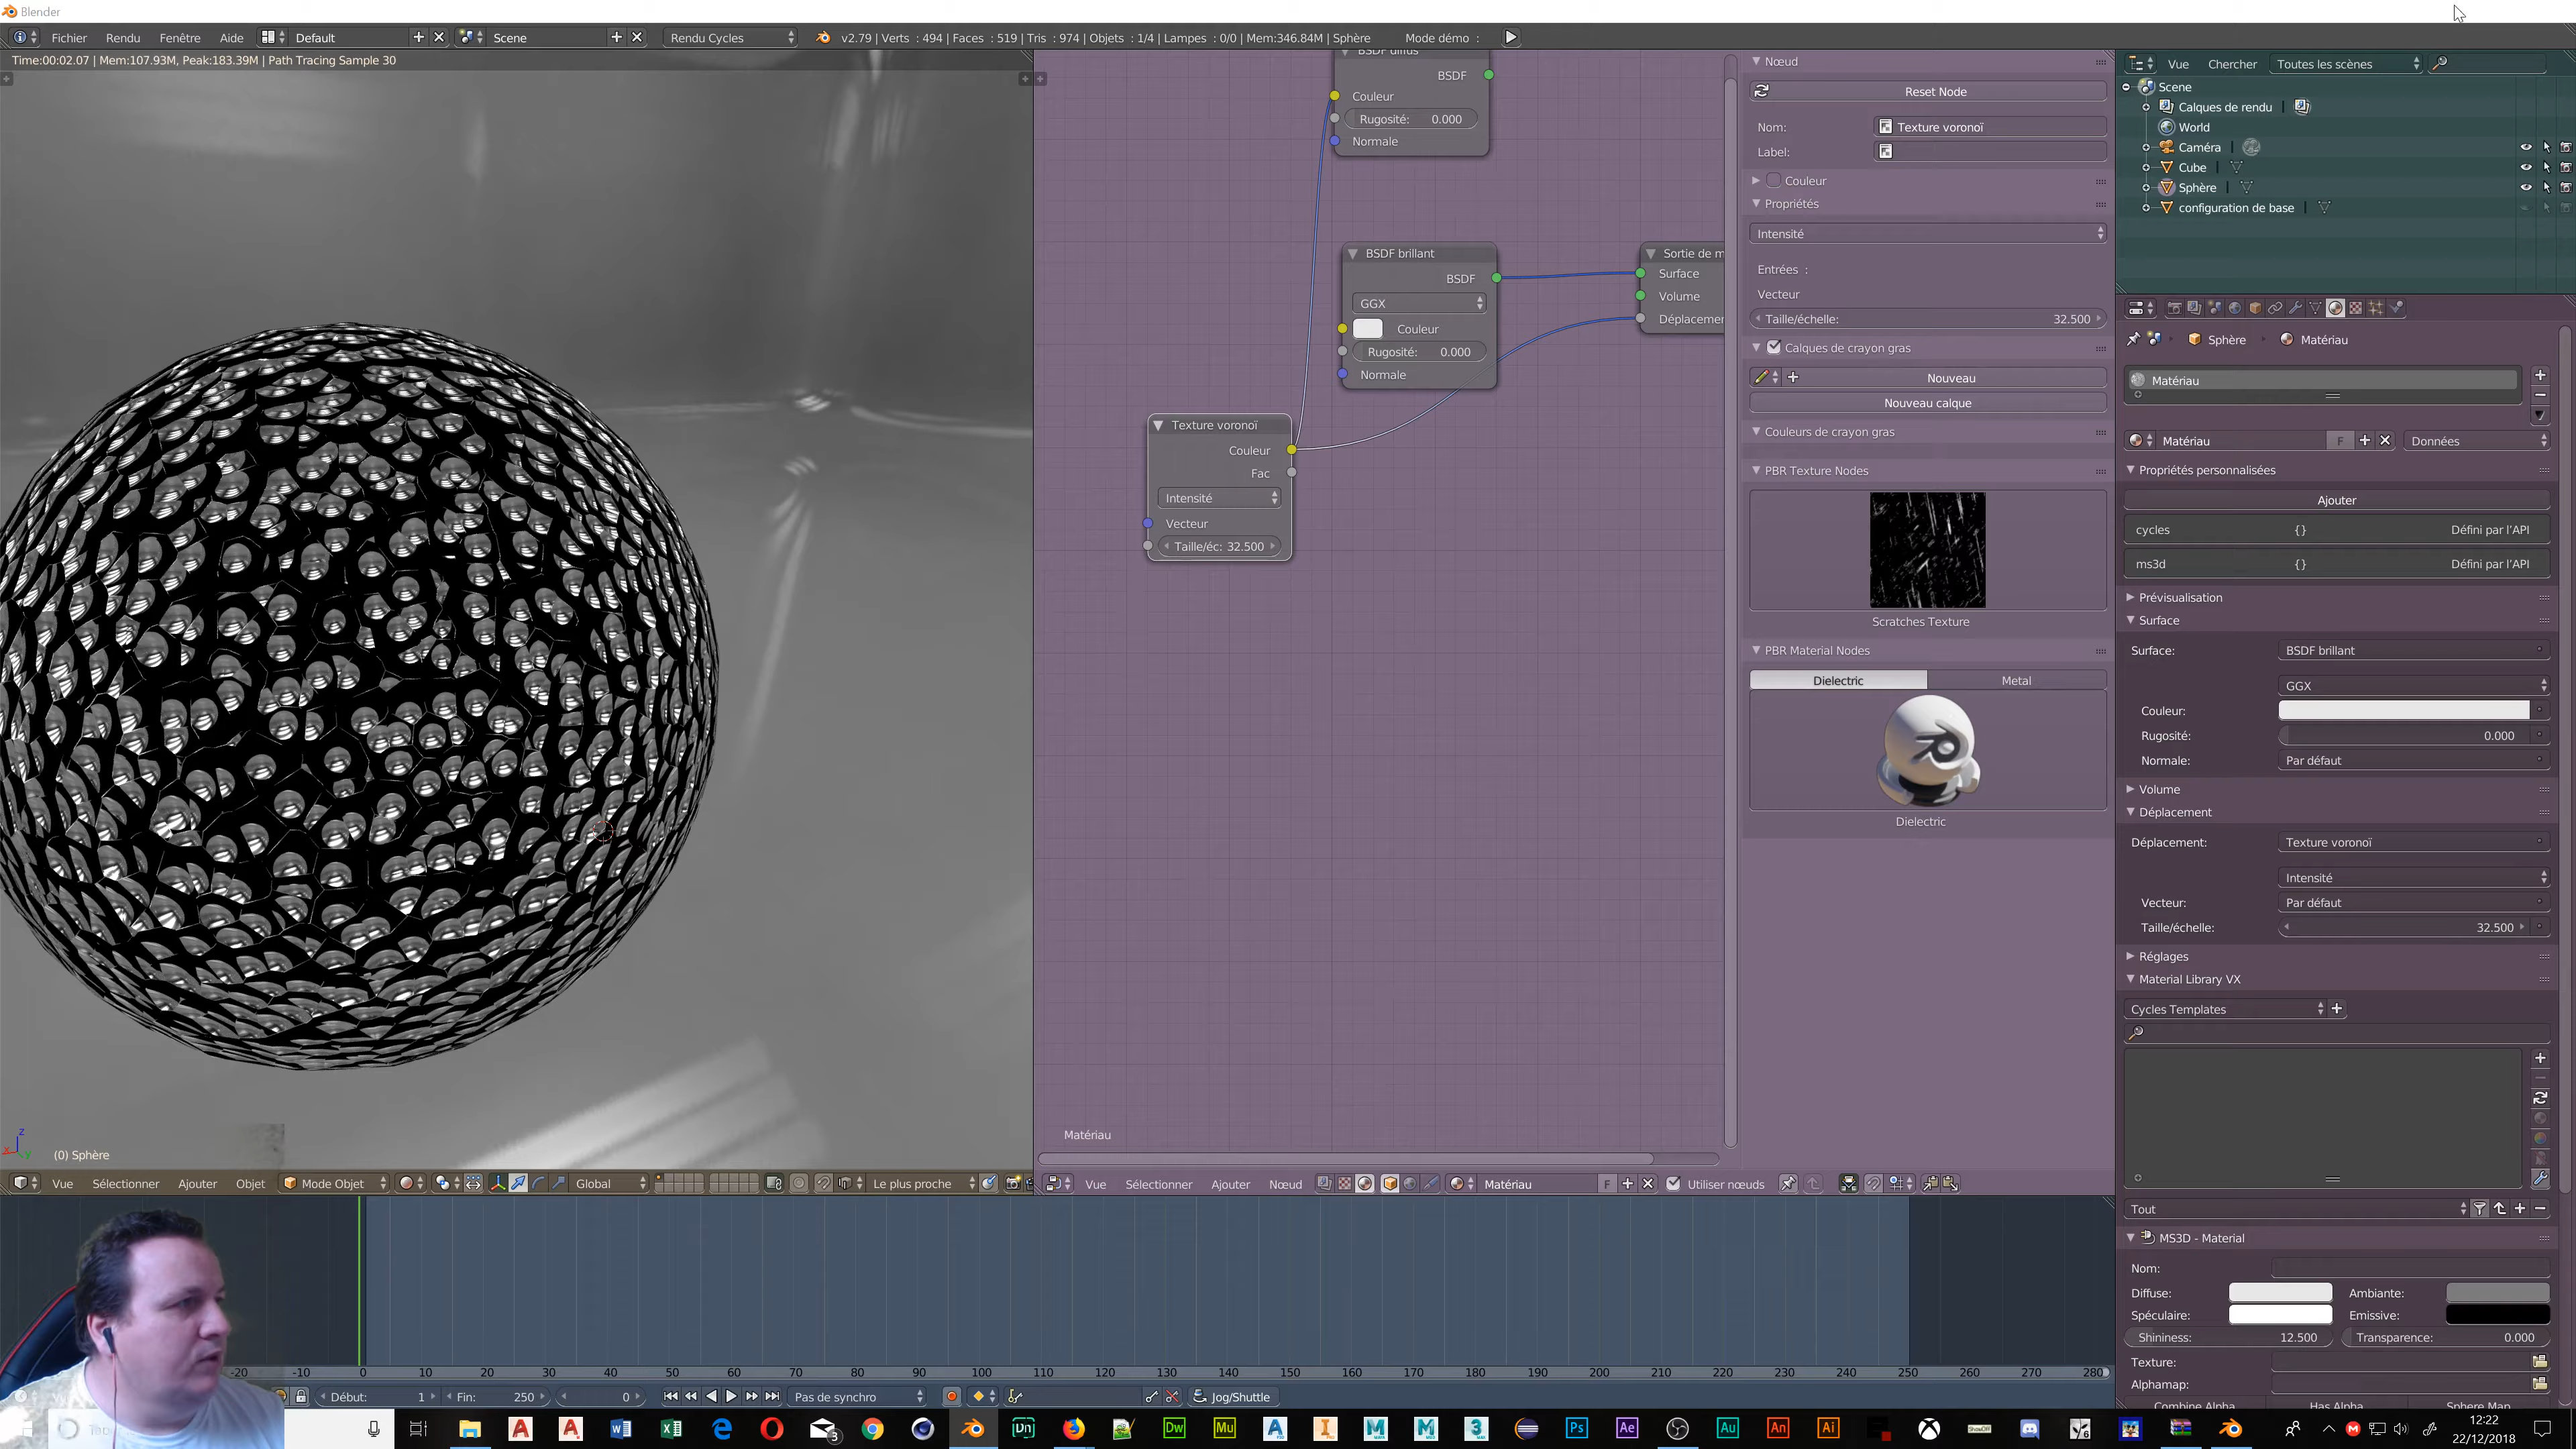 Blender
Fichier Rendu Fenêtre Aide Default Scene Rendu Cycles v2.79 | Verts : 494 | Faces : 519 | Tris : 974 | Objets : 1/4 | Lampes : 0/0 | Mem:346.84M | Sphère Mode démo :
Time:00:02.07 | Mem:107.93M, Peak:183.39M | Path Tracing Sample 30
(0) Sphère
Vue Sélectionner Ajouter Objet Mode Objet Global Le plus proche
BSDF diffus
BSDF
Couleur
Rugosité: 0.000
Normale
BSDF brillant
BSDF
GGX
Couleur
Rugosité: 0.000
Normale
Sortie de m
Surface
Volume
Déplacemer
Texture voronoï
Couleur
Fac
Intensité
Vecteur
Taille/éc: 32.500
Matériau
Vue Sélectionner Ajouter Nœud Matériau F Utiliser nœuds
Nœud
Reset Node
Nom: Texture voronoï
Label:
Couleur
Propriétés
Intensité
Entrées :
Vecteur
Taille/échelle: 32.500
Calques de crayon gras
Nouveau
Nouveau calque
Couleurs de crayon gras
PBR Texture Nodes
Scratches Texture
PBR Material Nodes
Dielectric Metal
Dielectric
Vue Chercher Toutes les scènes
Scene
Calques de rendu
World
Caméra
Cube
Sphère
configuration de base
Sphère Matériau
Matériau
Matériau F Données
Propriétés personnalisées
Ajouter
cycles {} Défini par l'API
ms3d {} Défini par l'API
Prévisualisation
Surface
Surface: BSDF brillant
GGX
Couleur:
Rugosité: 0.000
Normale: Par défaut
Volume
Déplacement
Déplacement: Texture voronoï
Intensité
Vecteur: Par défaut
Taille/échelle: 32.500
Réglages
Material Library VX
Cycles Templates
Tout
MS3D - Material
Nom:
Diffuse: Ambiante:
Spéculaire: Emissive:
Shininess: 12.500 Transparence: 0.000
Texture:
Alphamap:
Combine Alpha Has Alpha Sphere Map
-20 -10 0 10 20 30 40 50 60 70 80 90 100 110 120 130 140 150 160 170 180 190 200 210 220 230 240 250 260 270 280
Début: 1 Fin: 250 0 Pas de synchro Jog/Shuttle
12:22
22/12/2018